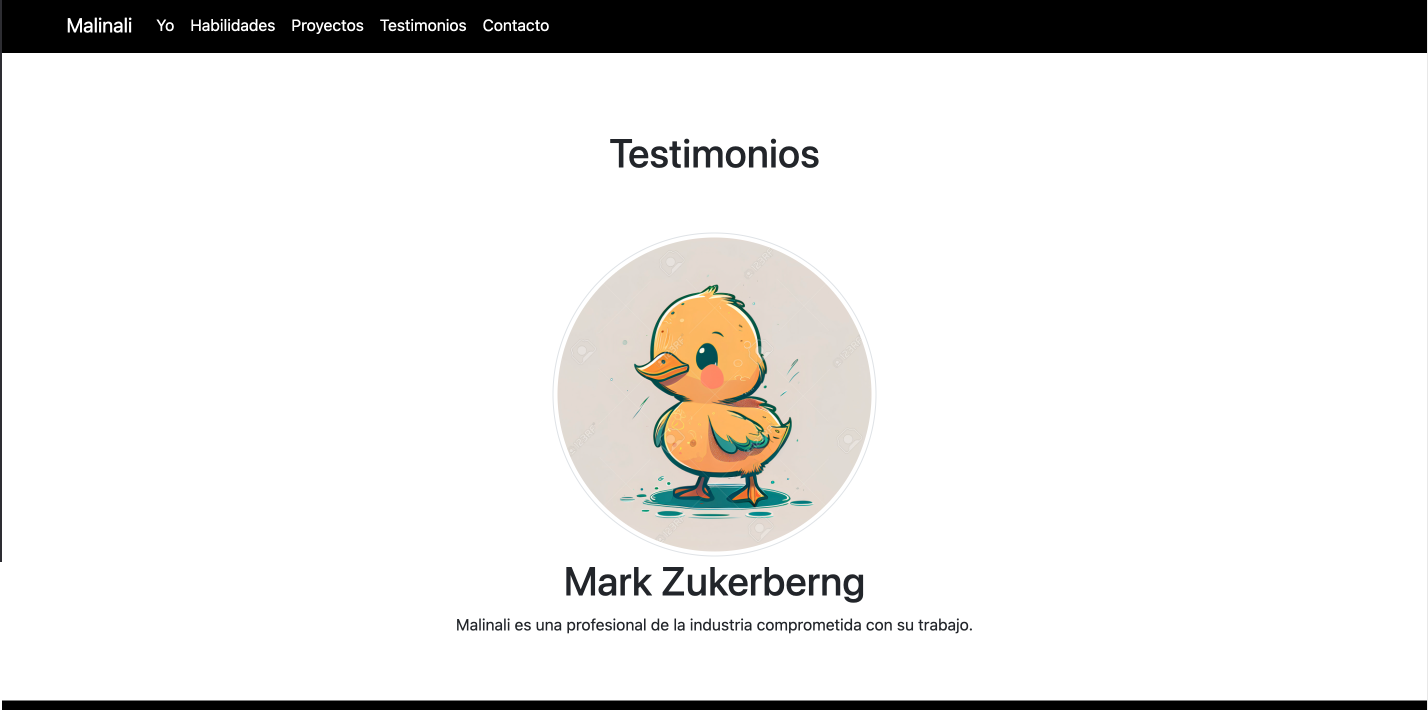 Malinali Yo Habilidades Proyectos Testimonios Contacto
Testimonios
Mark Zukerberng
Malinali es una profesional de la industria comprometida con su trabajo.